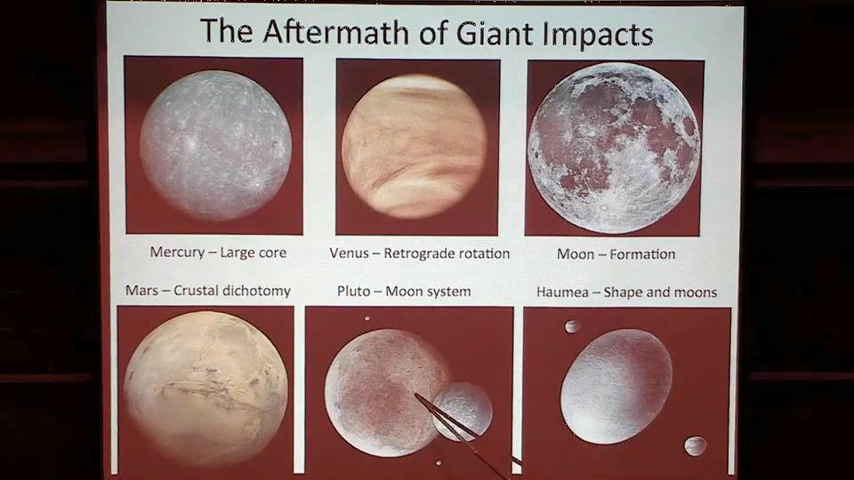 The Aftermath of Giant Impacts
Mercury – Large core
Venus – Retrograde rotation
Moon – Formation
Mars – Crustal dichotomy
Pluto – Moon system
Haumea – Shape and moons